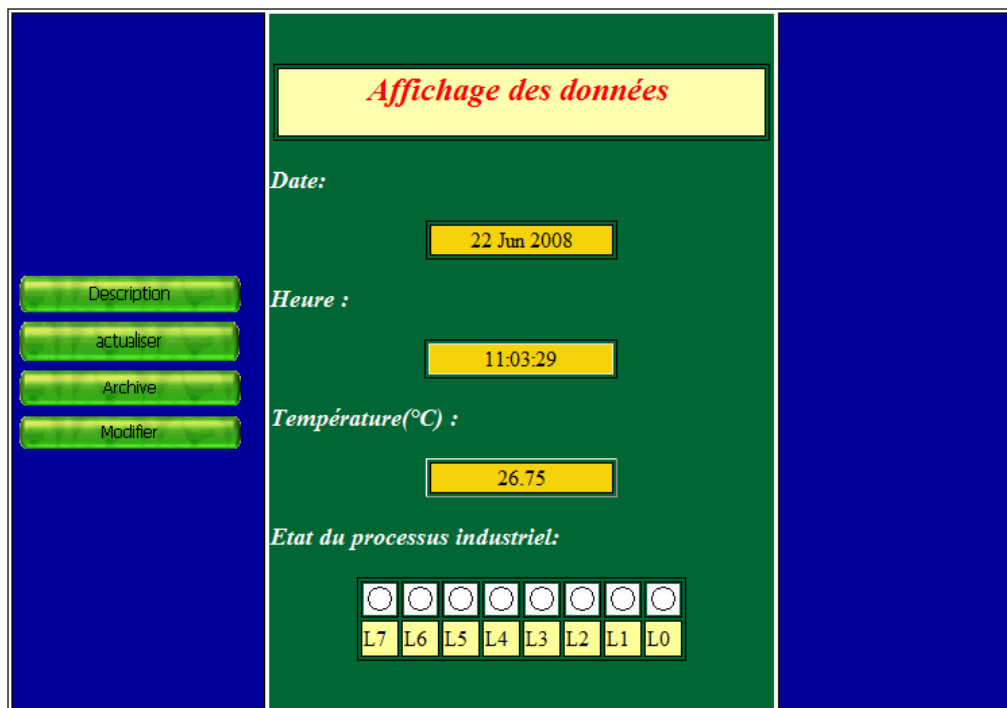 Affichage des données
Description
actualiser
Archive
Modifier
Date:
22 Jun 2008
Heure :
11:03:29
Température(°C) :
26.75
Etat du processus industriel:
L7 L6 L5 L4 L3 L2 L1 L0